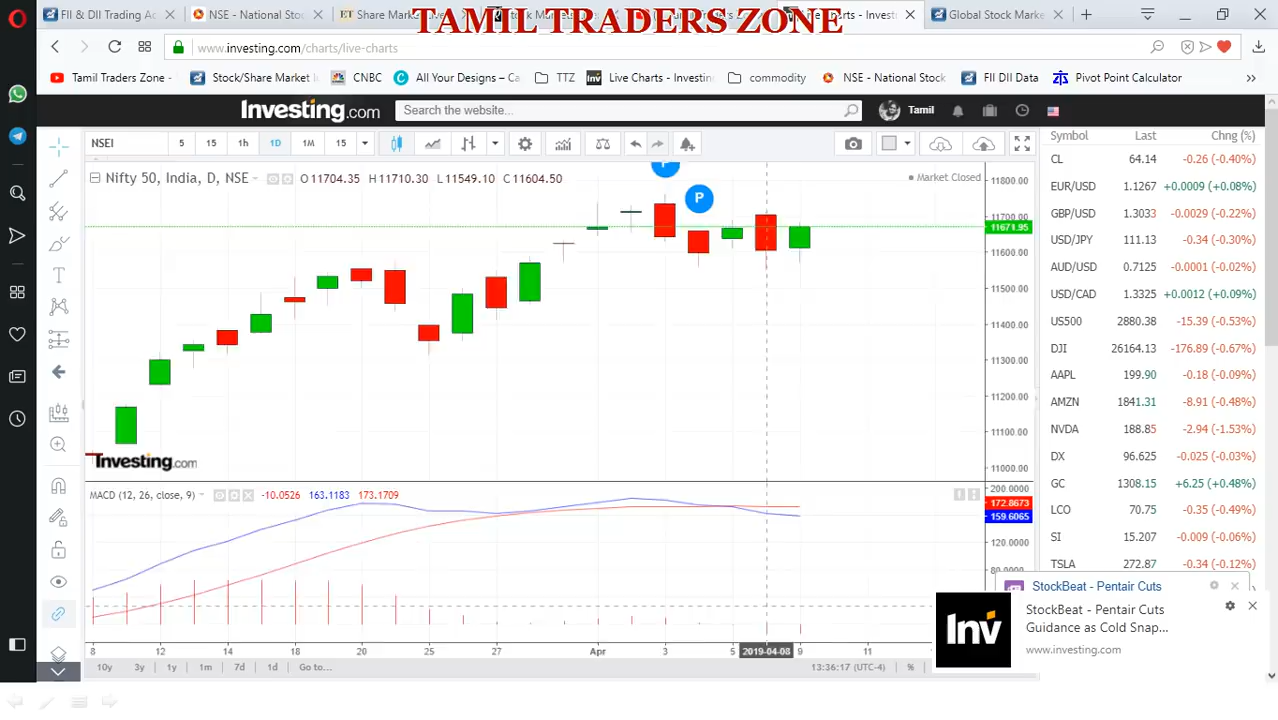 TAMIL TRADERS ZONE
FII & DII Trading Ac
NSE - National Stoc
Share Market Live
Global Stock Marke
www.investing.com/charts/live-charts
Tamil Traders Zone -
Stock/Share Market I
CNBC
All Your Designs – Ca
TTZ
Live Charts - Investin
commodity
NSE - National Stock
FII DII Data
Pivot Point Calculator
Investing.com
Search the website...
Tamil
NSEI 5 15 1h 1D 1M 15
Nifty 50, India, D, NSE O11704.35 H11710.30 L11549.10 C11604.50
Market Closed
P
P
11800.00
11700.00
11671.95
11600.00
11500.00
11400.00
11300.00
11200.00
11100.00
11000.00
Investing.com
MACD (12, 26, close, 9) -10.0526 163.1183 173.1709
200.0000
172.8673
159.6065
120.0000
80.0000
8 12 14 18 20 25 27 Apr 3 5 2019-04-08 9 11
10y 3y 1y 1m 7d 1d Go to... 13:36:17 (UTC-4) %
Symbol Last Chng (%)
CL 64.14 -0.26 (-0.40%)
EUR/USD 1.1267 +0.0009 (+0.08%)
GBP/USD 1.3033 -0.0029 (-0.22%)
USD/JPY 111.13 -0.34 (-0.30%)
AUD/USD 0.7125 -0.0001 (-0.02%)
USD/CAD 1.3325 +0.0012 (+0.09%)
US500 2880.38 -15.39 (-0.53%)
DJI 26164.13 -176.89 (-0.67%)
AAPL 199.90 -0.18 (-0.09%)
AMZN 1841.31 -8.91 (-0.48%)
NVDA 188.85 -2.94 (-1.53%)
DX 96.625 -0.025 (-0.03%)
GC 1308.15 +6.25 (+0.48%)
LCO 70.75 -0.35 (-0.49%)
SI 15.207 -0.009 (-0.06%)
TSLA 272.87 -0.34 (-0.12%)
StockBeat - Pentair Cuts
Inv
StockBeat - Pentair Cuts
Guidance as Cold Snap...
www.investing.com